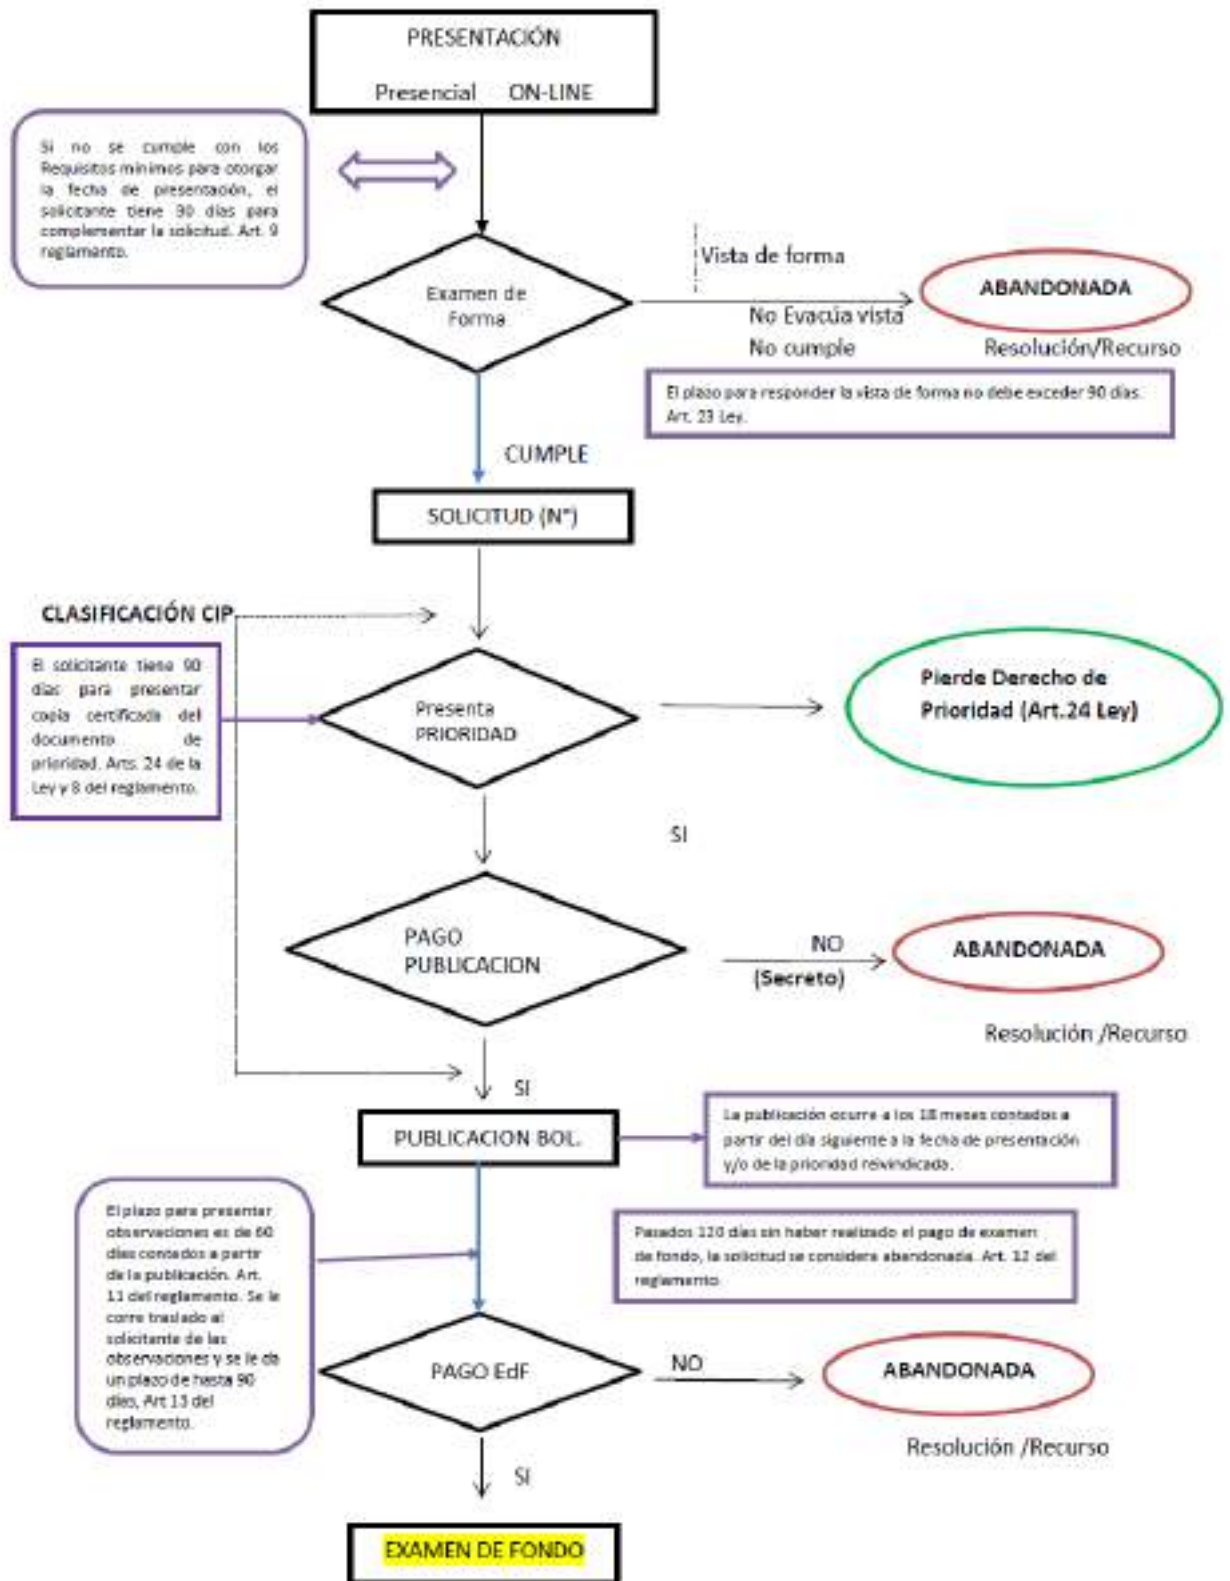 PRESENTACIÓN
Presencial ON-LINE
Si no se cumple con los
Requisitos mínimos para otorgar
la fecha de presentación, el
solicitante tiene 30 días para
complementar la solicitud. Art. 9
reglamento.
Examen de
Forma
Vista de forma
No Evacúa vista
No cumple
ABANDONADA
Resolución/Recurso
El plazo para responder la vista de forma no debe exceder 90 días.
Art. 23 Ley.
CUMPLE
SOLICITUD (N°)
CLASIFICACIÓN CIP
El solicitante tiene 90
días para presentar
copia certificada del
documento de
prioridad. Arts. 24 de la
Ley y 8 del reglamento.
Presenta
PRIORIDAD
Pierde Derecho de
Prioridad (Art.24 Ley)
SI
PAGO
PUBLICACION
NO
(Secreto)
ABANDONADA
Resolución /Recurso
SI
PUBLICACION BOL.
La publicación ocurre a los 18 meses contados a
partir del día siguiente a la fecha de presentación
y/o de la prioridad reivindicada.
El plazo para presentar
observaciones es de 60
días contados a partir
de la publicación. Art.
11 del reglamento. Se le
corre traslado al
solicitante de las
observaciones y se le da
un plazo de hasta 90
días, Art 13 del
reglamento.
Pasados 120 días sin haber realizado el pago de examen
de fondo, la solicitud se considera abandonada. Art. 12 del
reglamento.
PAGO EdF
NO
ABANDONADA
Resolución /Recurso
SI
EXAMEN DE FONDO